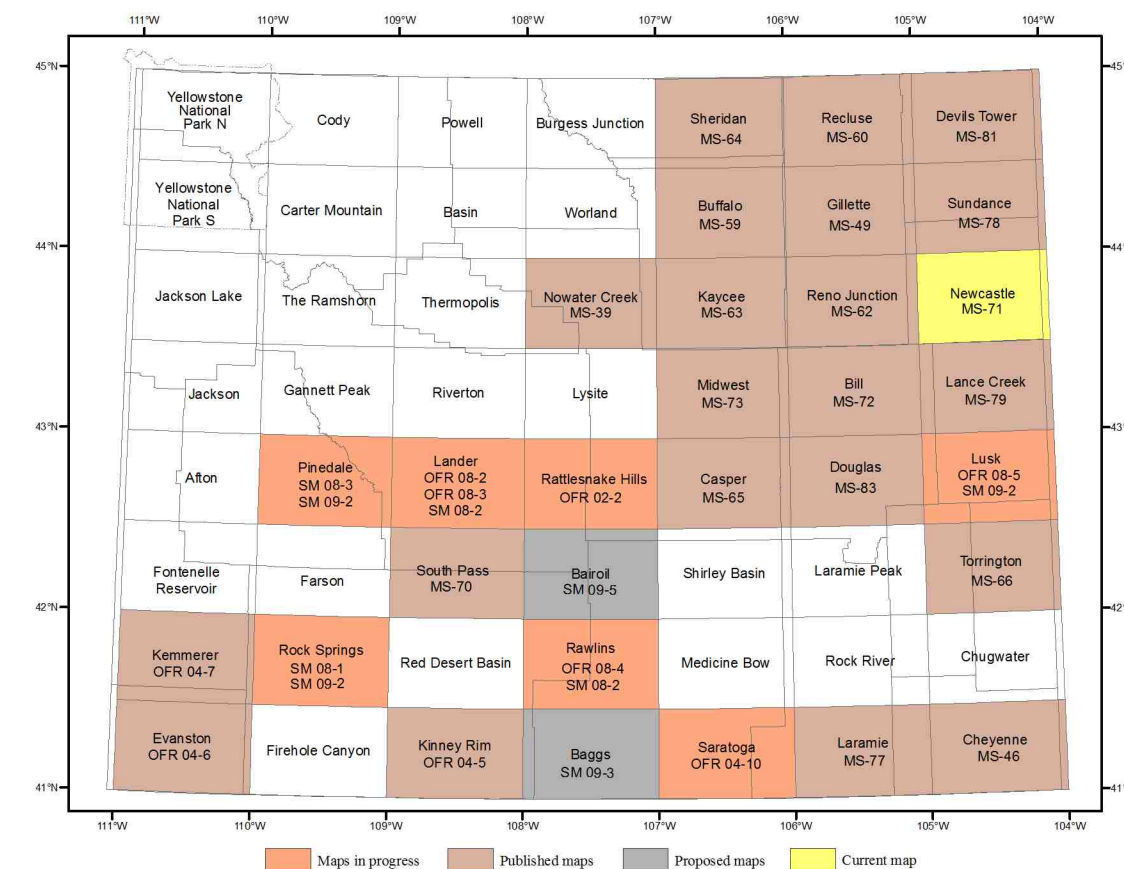 111°W 110°W 109°W 108°W 107°W 106°W 105°W 104°W
45°N
45°
Yellowstone
National
Park N
Cody
Powell
Burgess Junction
Sheridan
MS-64
Recluse
MS-60
Devils Tower
MS-81
Yellowstone
National
Park S
Carter Mountain
Basin
Worland
Buffalo
MS-59
Gillette
MS-49
Sundance
MS-78
44°N
44°
Jackson Lake
The Ramshorn
Thermopolis
Nowater Creek
MS-39
Kaycee
MS-63
Reno Junction
MS-62
Newcastle
MS-71
Jackson
Gannett Peak
Riverton
Lysite
Midwest
MS-73
Bill
MS-72
Lance Creek
MS-79
43°N
43°
Afton
Pinedale
SM 08-3
SM 09-2
Lander
OFR 08-2
OFR 08-3
SM 08-2
Rattlesnake Hills
OFR 02-2
Casper
MS-65
Douglas
MS-83
Lusk
OFR 08-5
SM 09-2
Fontenelle
Reservoir
Farson
South Pass
MS-70
Bairoil
SM 09-5
Shirley Basin
Laramie Peak
Torrington
MS-66
42°N
42°
Kemmerer
OFR 04-7
Rock Springs
SM 08-1
SM 09-2
Red Desert Basin
Rawlins
OFR 08-4
SM 08-2
Medicine Bow
Rock River
Chugwater
Evanston
OFR 04-6
Firehole Canyon
Kinney Rim
OFR 04-5
Baggs
SM 09-3
Saratoga
OFR 04-10
Laramie
MS-77
Cheyenne
MS-46
41°N
41°
111°W 110°W 109°W 108°W 107°W 106°W 105°W 104°W
Maps in progress
Published maps
Proposed maps
Current map